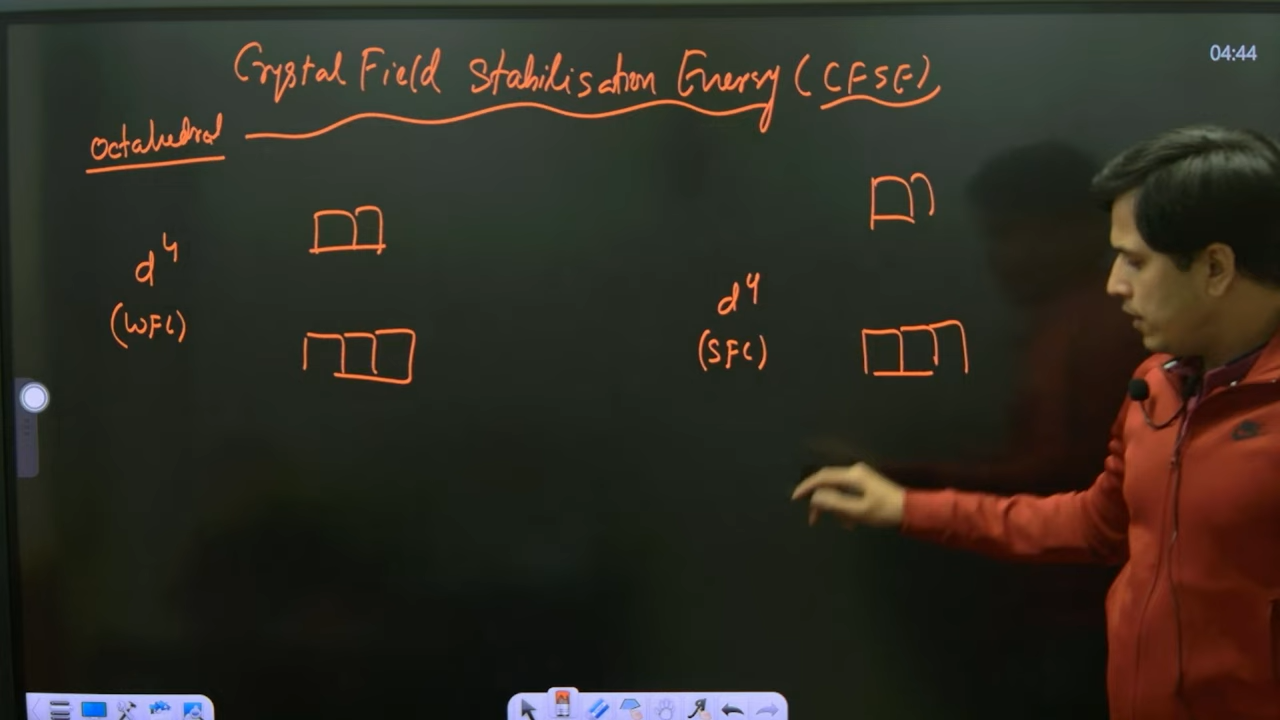 04:44
Crystal Field Stabilisation Energy (CFSE)
Octahedral
d⁴
(WFL)
d⁴
(SFL)